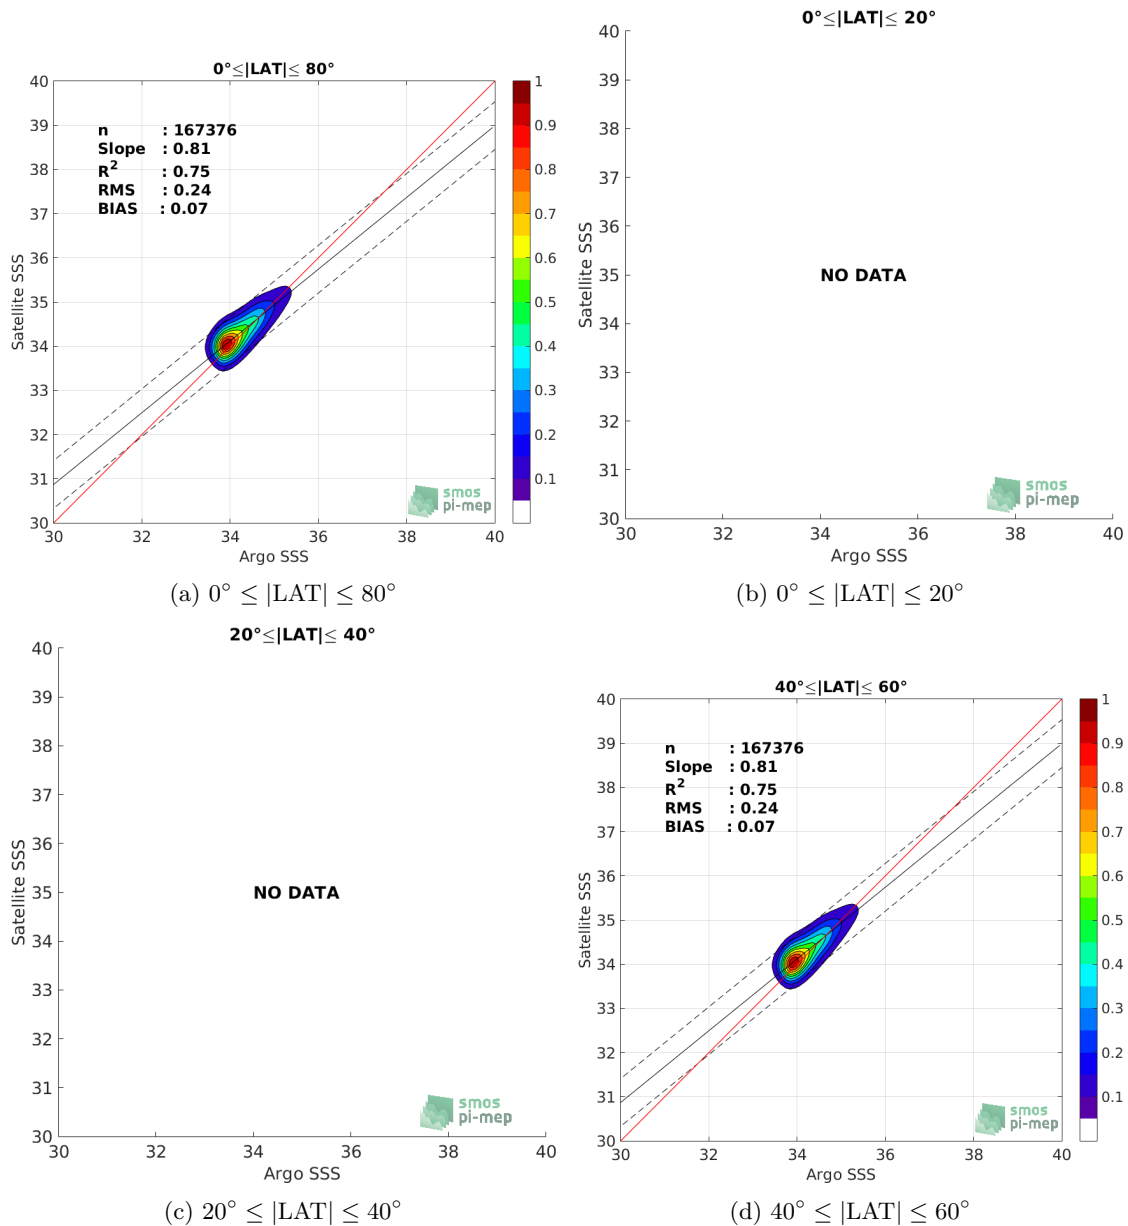 0°≤|LAT|≤ 80°
40
39
38
37
36
35
34
33
32
31
30
Satellite SSS
n : 167376
Slope : 0.81
R² : 0.75
RMS : 0.24
BIAS : 0.07
1
0.9
0.8
0.7
0.6
0.5
0.4
0.3
0.2
0.1
smos
pi-mep
30 32 34 36 38 40
Argo SSS
(a) 0° ≤ |LAT| ≤ 80°
0°≤|LAT|≤ 20°
40
39
38
37
36
35
34
33
32
31
30
Satellite SSS
NO DATA
smos
pi-mep
30 32 34 36 38 40
Argo SSS
(b) 0° ≤ |LAT| ≤ 20°
20°≤|LAT|≤ 40°
40
39
38
37
36
35
34
33
32
31
30
Satellite SSS
NO DATA
smos
pi-mep
30 32 34 36 38 40
Argo SSS
(c) 20° ≤ |LAT| ≤ 40°
40°≤|LAT|≤ 60°
40
39
38
37
36
35
34
33
32
31
30
Satellite SSS
n : 167376
Slope : 0.81
R² : 0.75
RMS : 0.24
BIAS : 0.07
1
0.9
0.8
0.7
0.6
0.5
0.4
0.3
0.2
0.1
smos
pi-mep
30 32 34 36 38 40
Argo SSS
(d) 40° ≤ |LAT| ≤ 60°